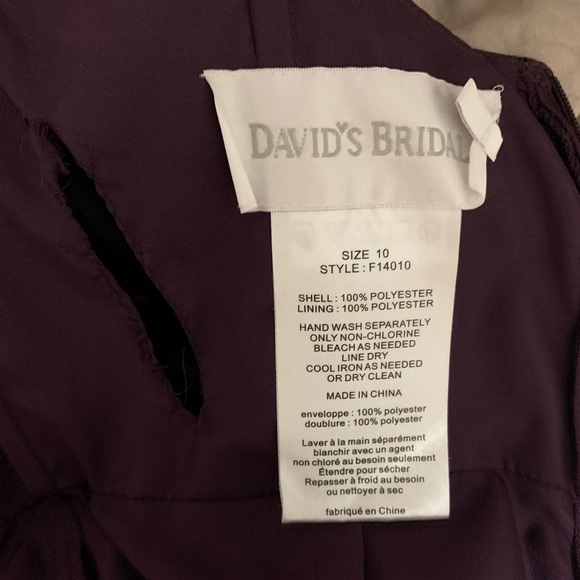 DAVID'S BRIDAL
SIZE 10
STYLE : F14010
SHELL : 100% POLYESTER
LINING : 100% POLYESTER
HAND WASH SEPARATELY
ONLY NON-CHLORINE
BLEACH AS NEEDED
LINE DRY
COOL IRON AS NEEDED
OR DRY CLEAN
MADE IN CHINA
enveloppe : 100% polyester
doublure : 100% polyester
Laver à la main séparément
blanchir avec un agent
non chloré au besoin seulement
Étendre pour sécher
Repasser à froid au besoin
ou nettoyer à sec
fabriqué en Chine